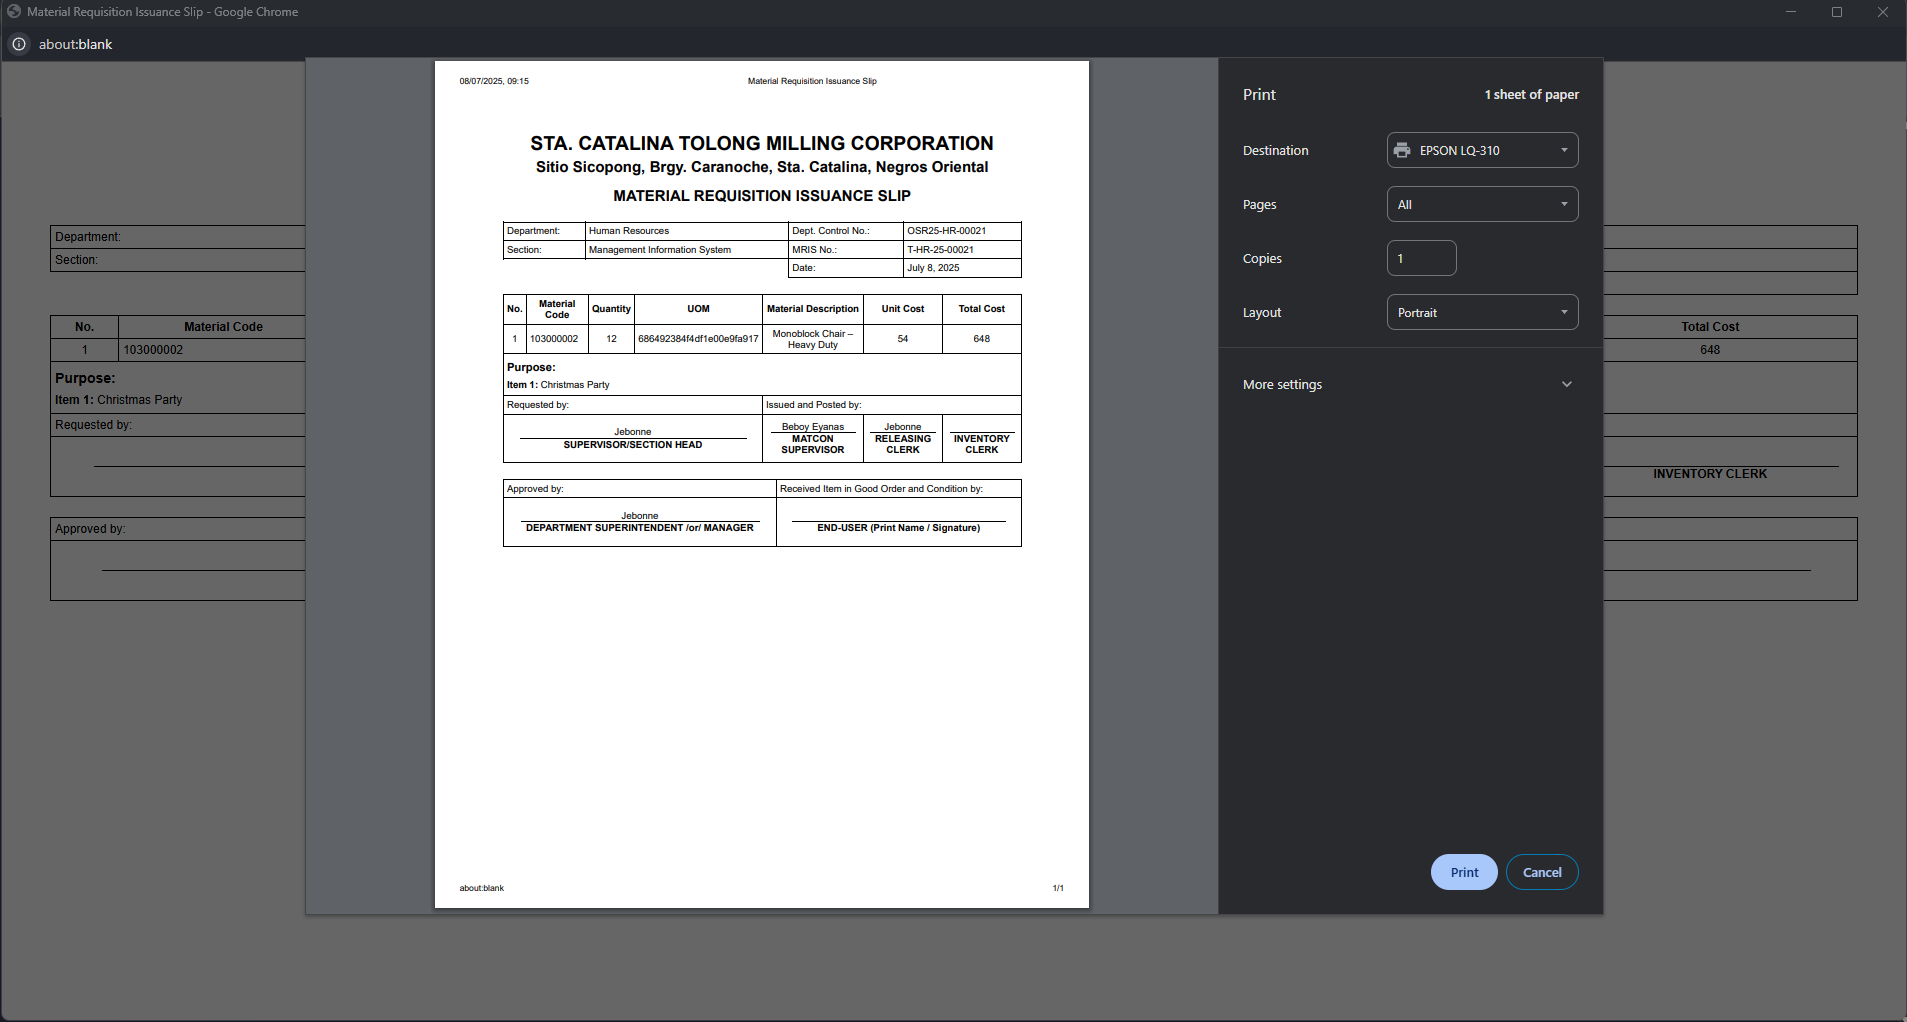 Material Requisition Issuance Slip - Google Chrome
about:blank
08/07/2025, 09:15 Material Requisition Issuance Slip
STA. CATALINA TOLONG MILLING CORPORATION
Sitio Sicopong, Brgy. Caranoche, Sta. Catalina, Negros Oriental
MATERIAL REQUISITION ISSUANCE SLIP
Department: Human Resources Dept. Control No.: OSR25-HR-00021
Section: Management Information System MRIS No.: T-HR-25-00021
Date: July 8, 2025
No. Material Code Quantity UOM Material Description Unit Cost Total Cost
1 103000002 12 686492384f4df1e00e9fa917 Monoblock Chair – Heavy Duty 54 648
Purpose:
Item 1: Christmas Party
Requested by: Issued and Posted by:
Jebonne Beboy Eyanas Jebonne
SUPERVISOR/SECTION HEAD MATCON SUPERVISOR RELEASING CLERK INVENTORY CLERK
Approved by: Received Item in Good Order and Condition by:
Jebonne
DEPARTMENT SUPERINTENDENT /or/ MANAGER END-USER (Print Name / Signature)
about:blank 1/1
Print 1 sheet of paper
Destination EPSON LQ-310
Pages All
Copies 1
Layout Portrait
More settings
Print Cancel
Department:
Section:
No. Material Code Total Cost
1 103000002 648
Purpose:
Item 1: Christmas Party
Requested by:
INVENTORY CLERK
Approved by: